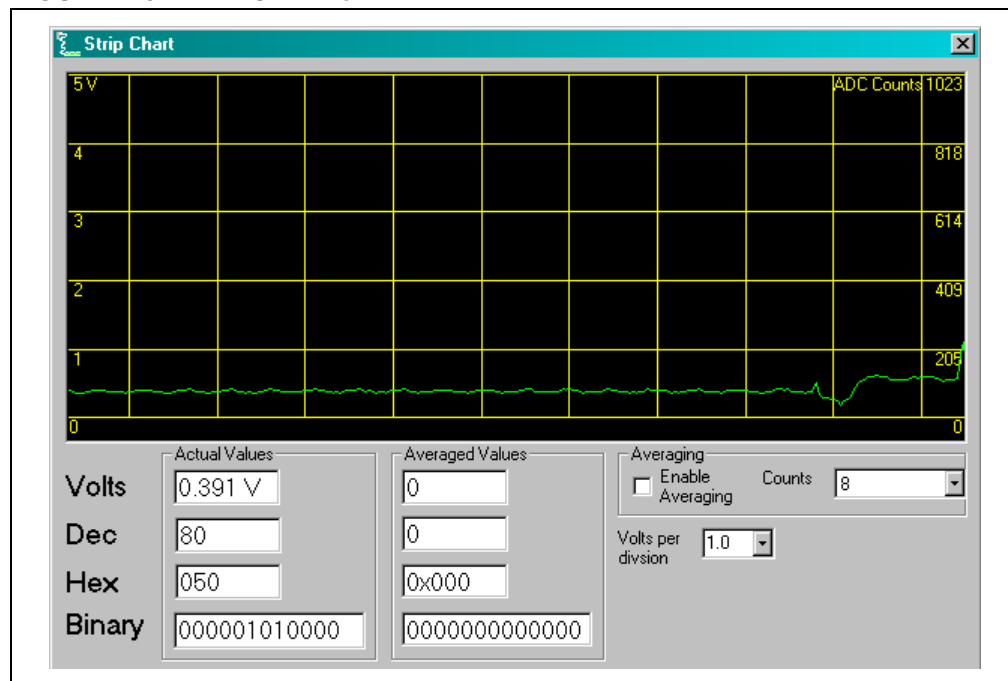 Strip Chart
5 V ADC Counts 1023
4 818
3 614
2 409
1 205
0 0
Actual Values Averaged Values Averaging
Volts 0.391 V 0 Enable Averaging Counts 8
Dec 80 0 Volts per divsion 1.0
Hex 050 0x000
Binary 000001010000 0000000000000